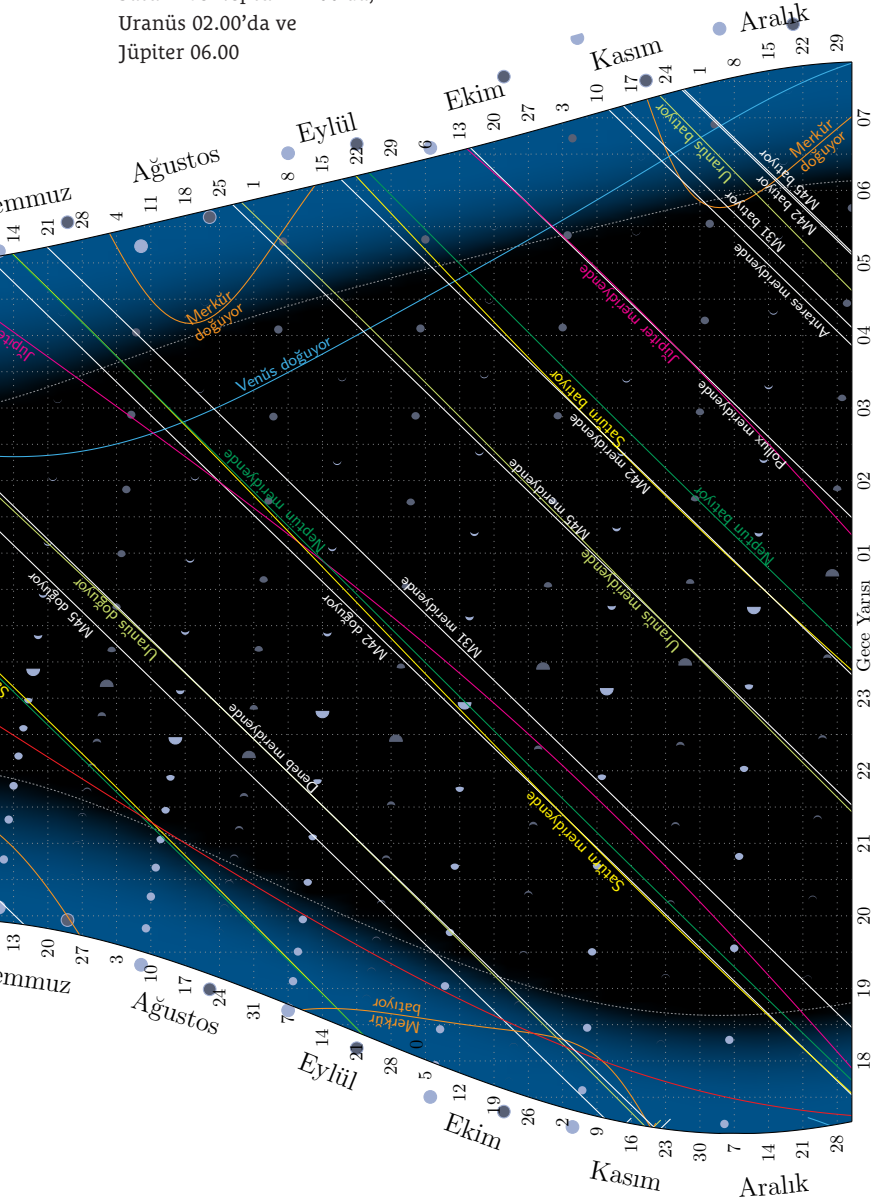 Uranüs 02.00’da ve
Jüpiter 06.00
emmuz
Ağustos
Eylül
Ekim
Kasım
Aralık
14
21
28
4
11
18
25
1
8
15
22
29
6
13
20
27
3
10
17
24
1
8
15
22
29
07
06
05
04
03
02
01
Gece Yarısı
23
22
21
20
19
18
Merkür
doğuyor
Venüs doğuyor
Jüpite
Neptün meridyende
Uranüs doğuyor
M45 doğuyor
Deneb meridyende
M42 doğuyor
M31 meridyende
Satürn batıyor
M42 meridyende
M45 meridyende
Uranüs meridyende
Neptün batıyor
Jüpiter meridyende
Pollux meridyende
Antares meridyende
M31 batıyor
M42 batıyor
M45 batıyor
Uranüs batıyor
Merkür
doğuyor
Satürn meridyende
Merkür
batıyor
13
20
27
3
10
17
24
31
7
14
21
28
0
5
12
19
26
2
9
16
23
30
7
14
21
28
emmuz
Ağustos
Eylül
Ekim
Kasım
Aralık